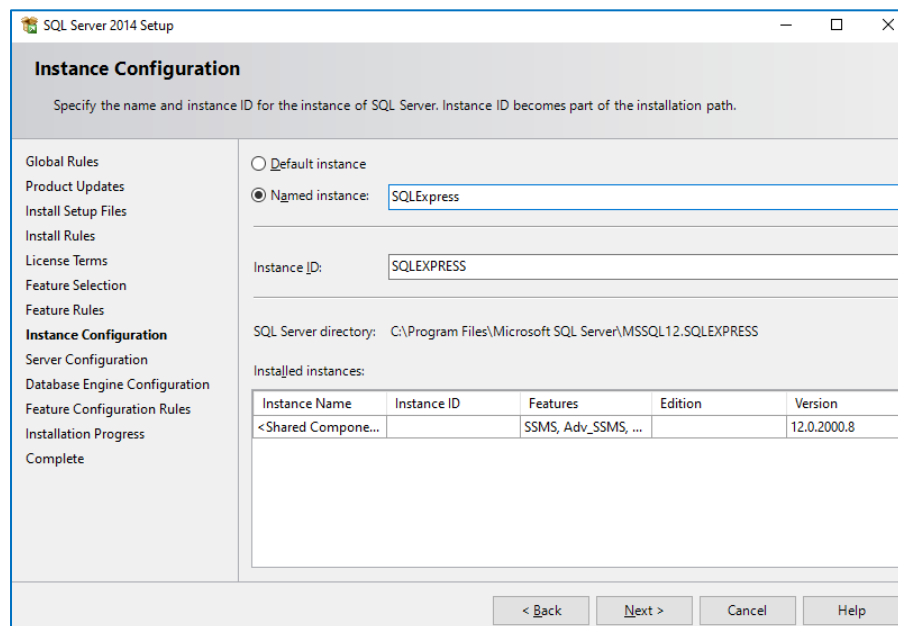 SQL Server 2014 Setup
Instance Configuration
Specify the name and instance ID for the instance of SQL Server. Instance ID becomes part of the installation path.
Global Rules
Product Updates
Install Setup Files
Install Rules
License Terms
Feature Selection
Feature Rules
Instance Configuration
Server Configuration
Database Engine Configuration
Feature Configuration Rules
Installation Progress
Complete
Default instance
Named instance: SQLExpress
Instance ID: SQLEXPRESS
SQL Server directory: C:\Program Files\Microsoft SQL Server\MSSQL12.SQLEXPRESS
Installed instances:
Instance Name Instance ID Features Edition Version
<Shared Compone... SSMS, Adv_SSMS, ... 12.0.2000.8
< Back Next > Cancel Help